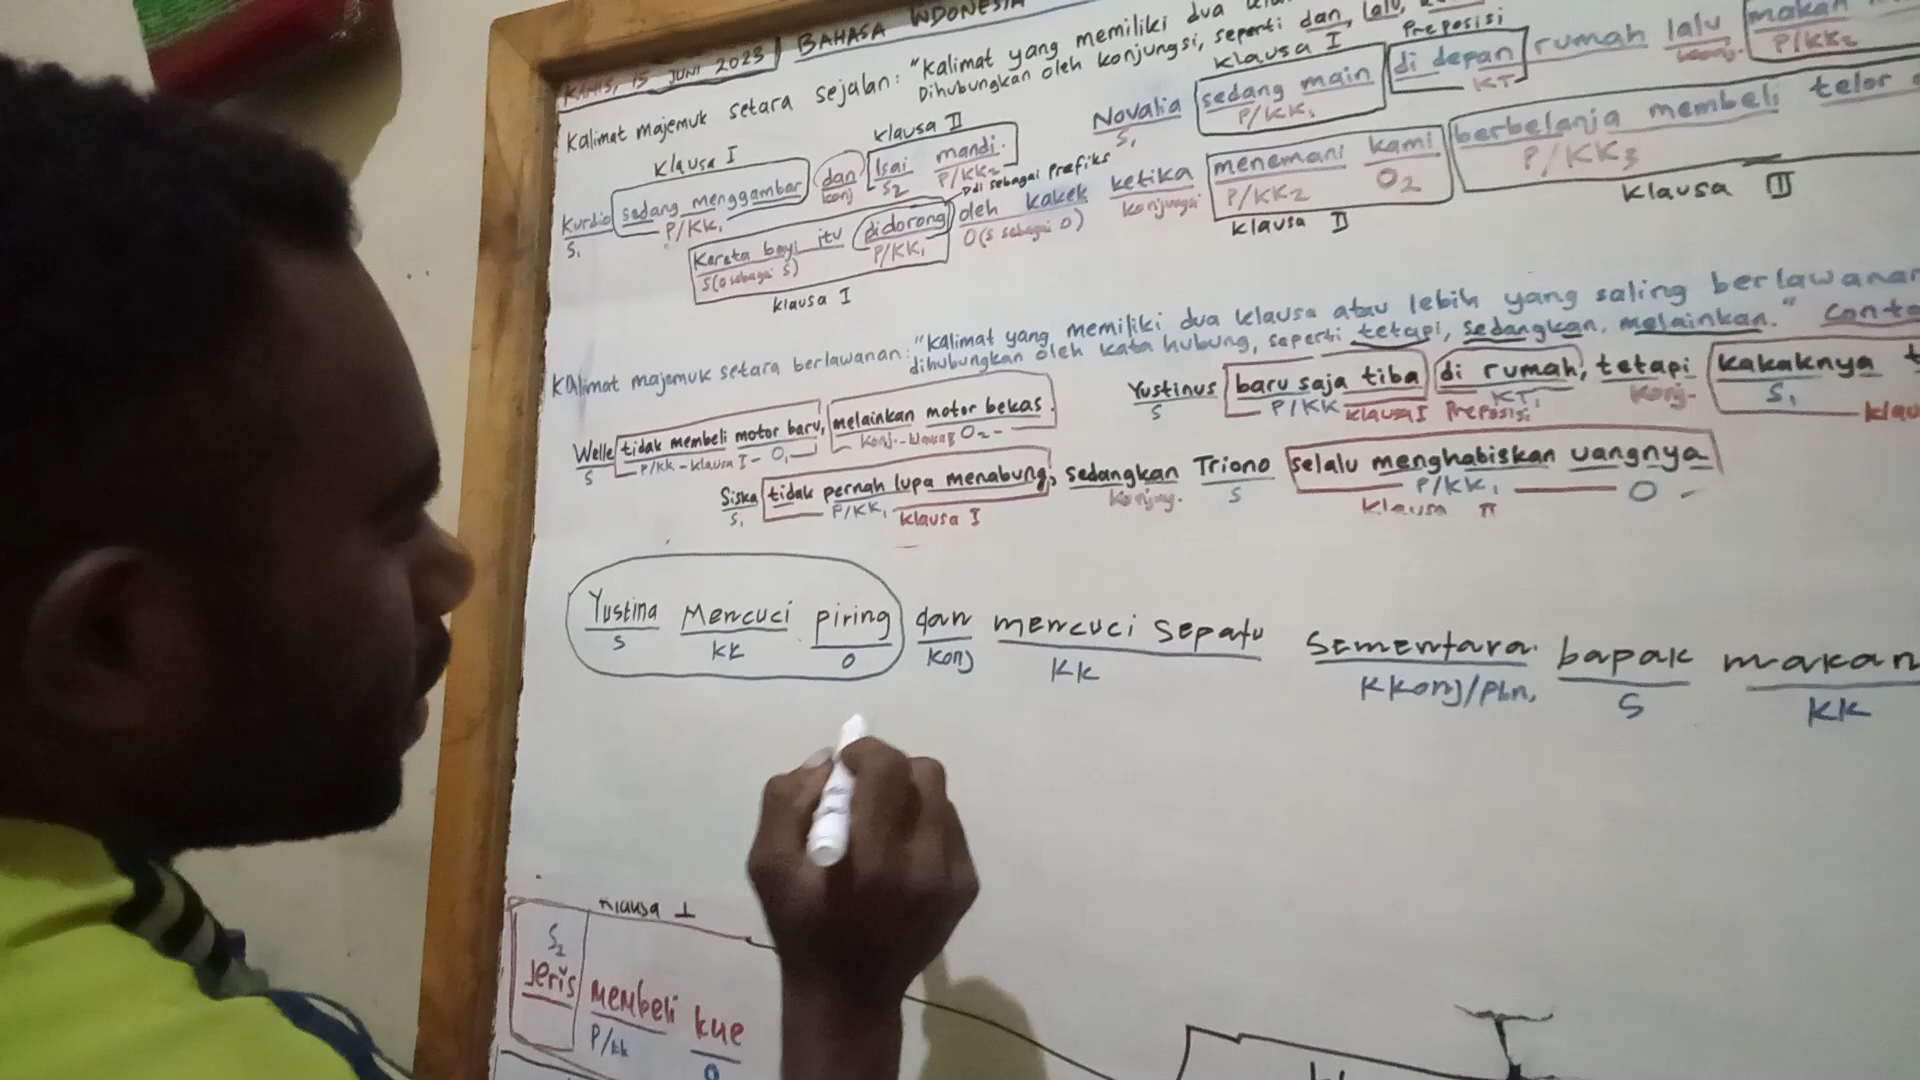 KAMIS, 15 JUNI 2023 | BAHASA INDONESIA
Kalimat majemuk setara sejalan: "Kalimat yang memiliki dua
Dihubungkan oleh konjungsi, seperti dan, lalu,
Klausa I
Klausa II
Kurdio sedang menggambar dan Isai mandi.
S1 P/KK1 konj S2 P/KK2
Klausa I Preposisi
Novalia sedang main di depan rumah lalu makan
S1 P/KK1 KT konj. P/KK2
Ddi sebagai Prefiks
Kereta bayi itu didorong oleh kakek ketika menemani kami berbelanja membeli telor
S(O sebagai S) P/KK1 O(S sebagai O) Konjungsi P/KK2 O2 P/KK3
Klausa I Klausa II Klausa III
Kalimat majemuk setara berlawanan: "Kalimat yang memiliki dua klausa atau lebih yang saling berlawanan
dihubungkan oleh kata hubung, seperti tetapi, sedangkan, melainkan."
Welle tidak membeli motor baru, melainkan motor bekas.
S P/KK - klausa I - O1 Konj. - klausa II O2 -
Yustinus baru saja tiba di rumah, tetapi kakaknya
S P/KK klausa I KT1 Preposisi Konj. S1
Siska tidak pernah lupa menabung, sedangkan Triono selalu menghabiskan uangnya
S1 P/KK1 klausa I Konjung. S P/KK1 O
Klausa II
Yustina Mencuci piring dan mencuci sepatu sementara bapak makan
S KK O Konj KK S KK
Klausa I
S2
Jeris membeli kue
P/KK O